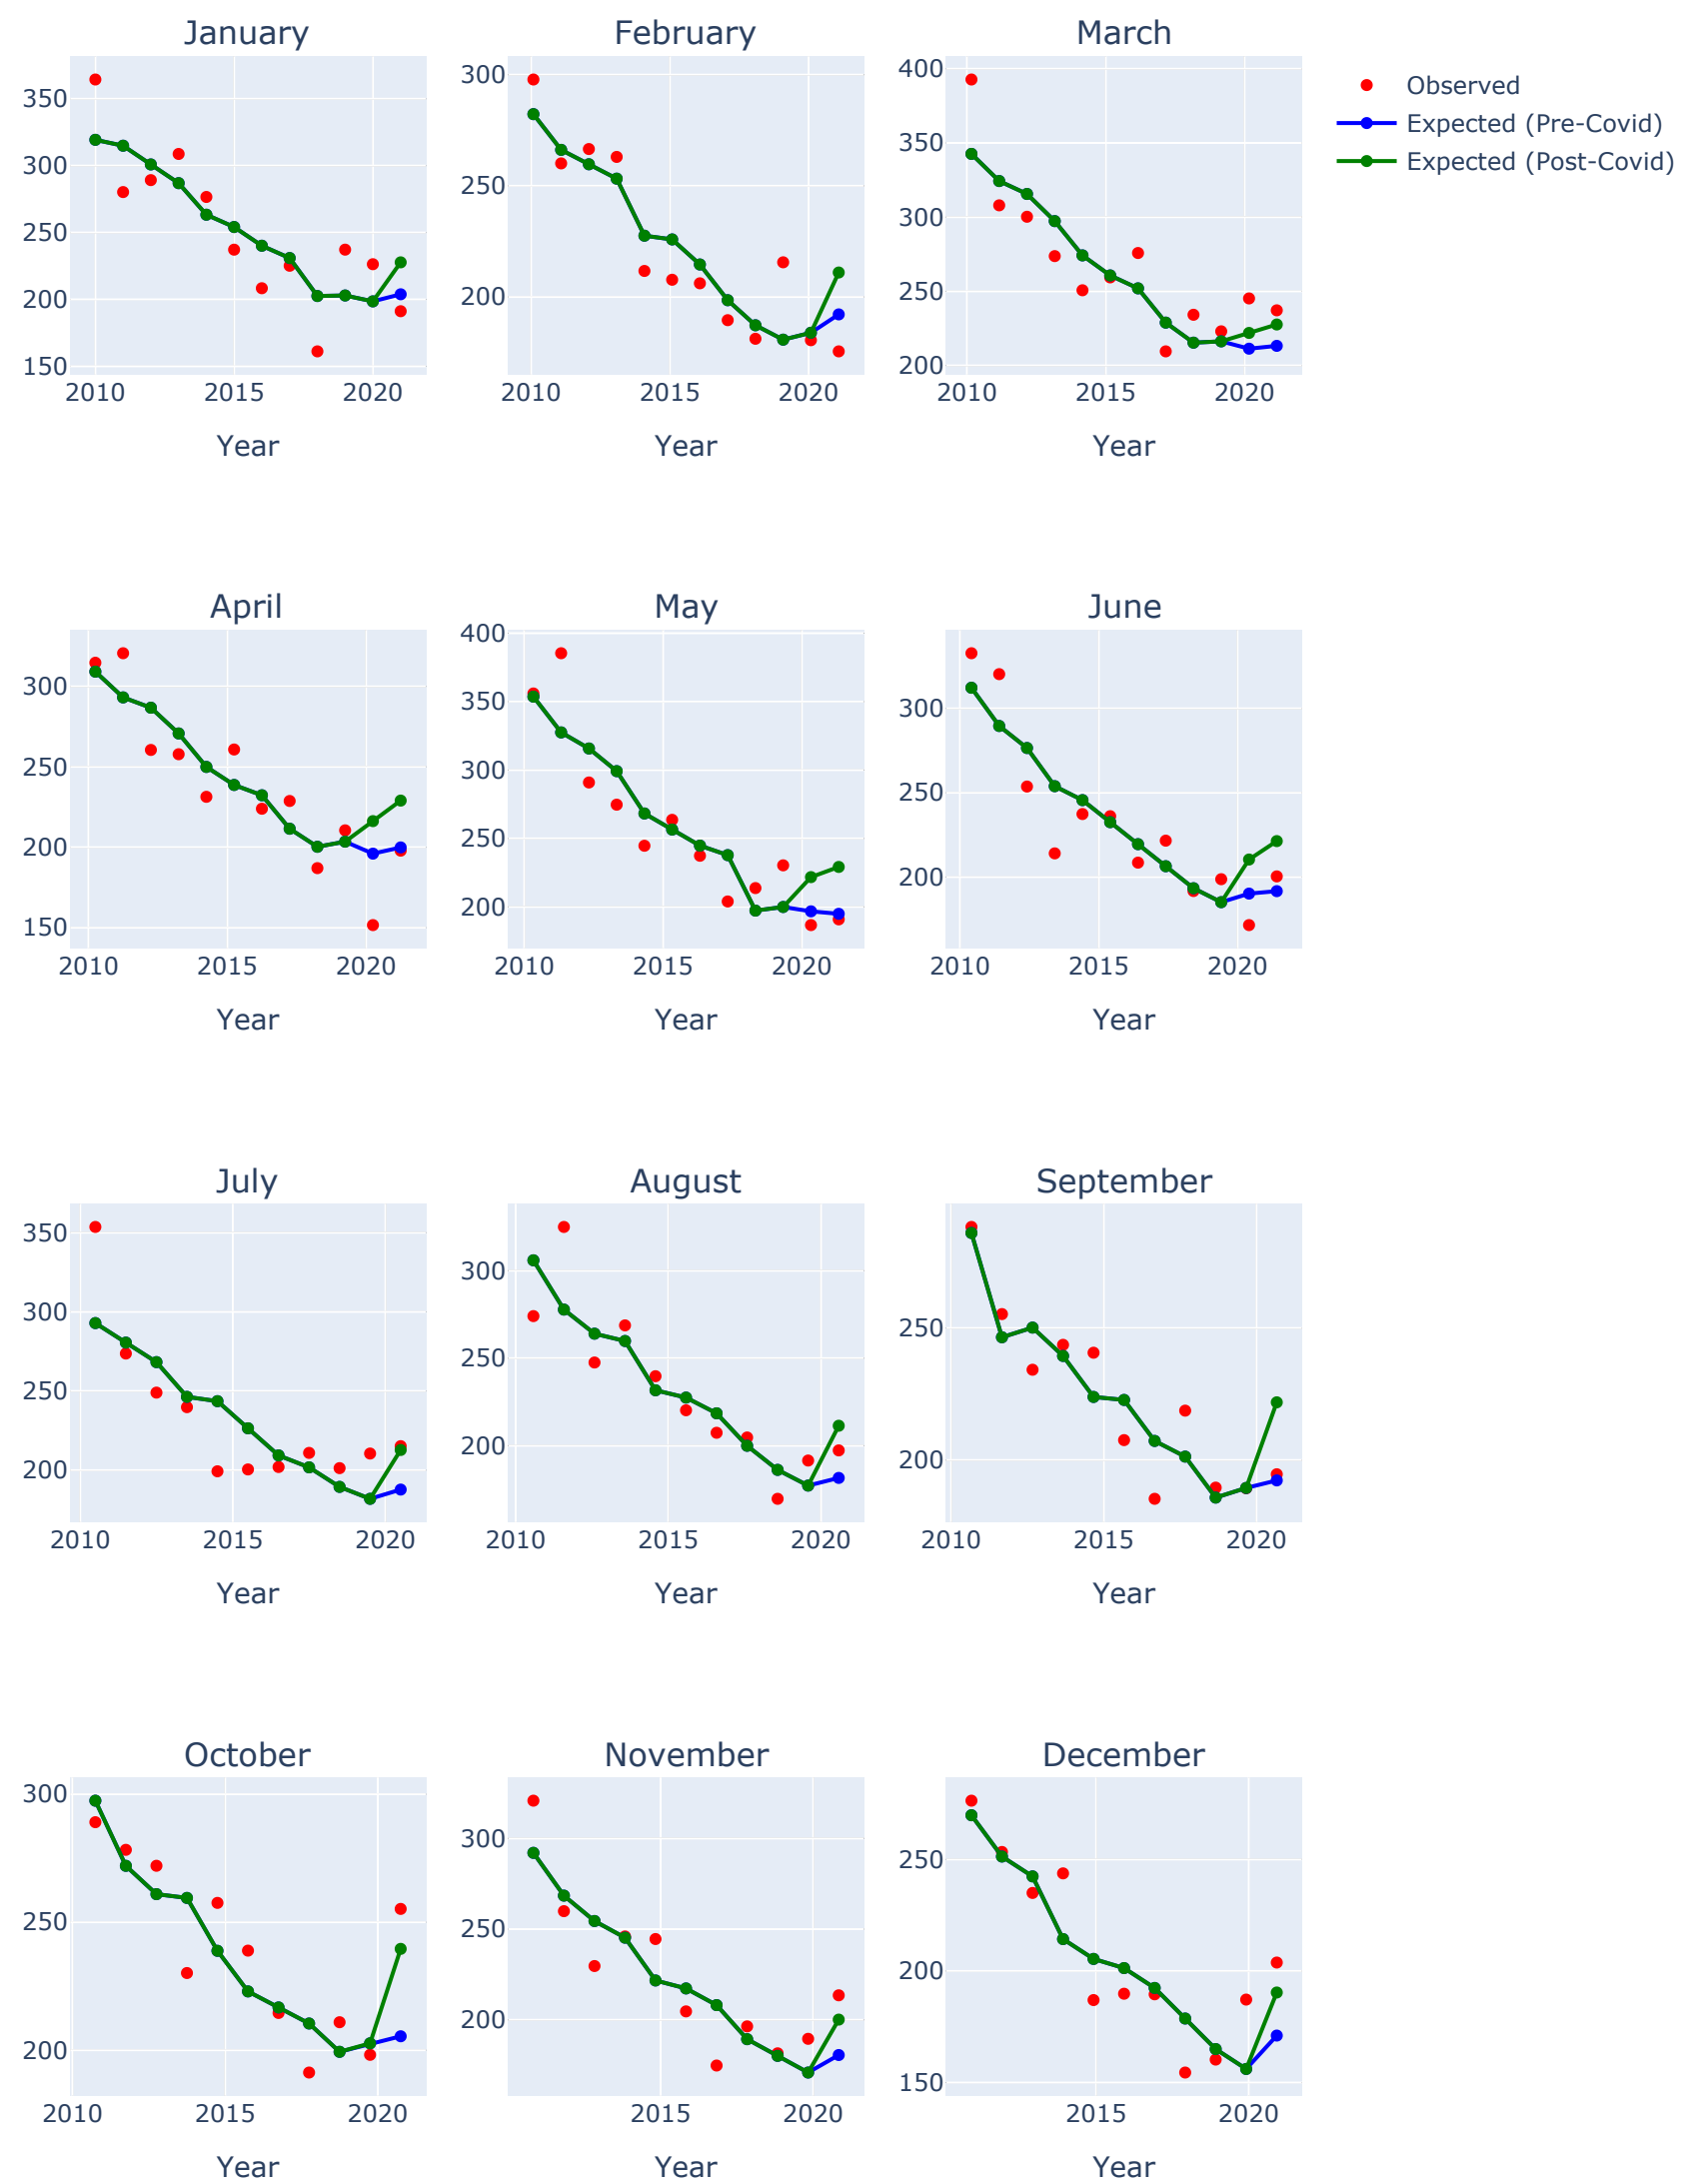 January February March
Observed
Expected (Pre-Covid)
Expected (Post-Covid)
350 300 250 200 150
300 250 200
400 350 300 250 200
2010 2015 2020 2010 2015 2020 2010 2015 2020
Year Year Year
April May June
300 250 200 150
400 350 300 250 200
300 250 200
2010 2015 2020 2010 2015 2020 2010 2015 2020
Year Year Year
July August September
350 300 250 200
300 250 200
250 200
2010 2015 2020 2010 2015 2020 2010 2015 2020
Year Year Year
October November December
300 250 200
300 250 200
250 200 150
2010 2015 2020 2015 2020 2015 2020
Year Year Year